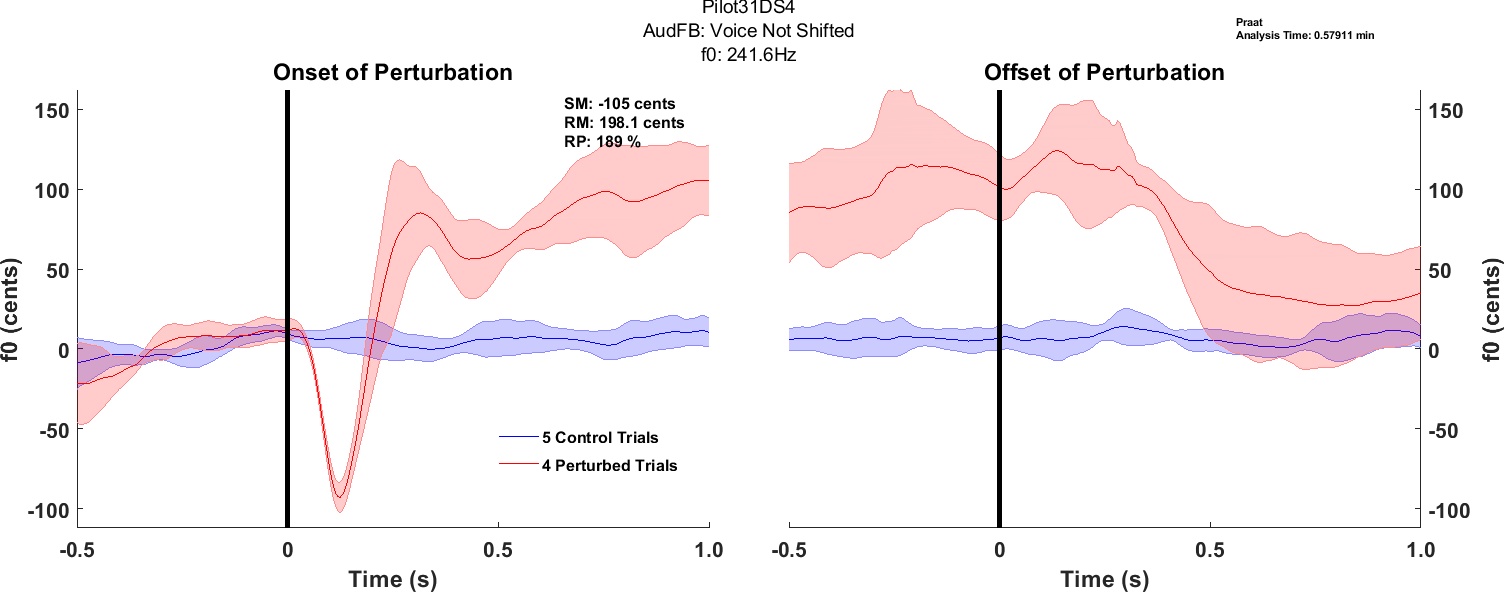 Pilot31DS4
AudFB: Voice Not Shifted
f0: 241.6Hz
Praat
Analysis Time: 0.57911 min
Onset of Perturbation
Offset of Perturbation
SM: -105 cents
RM: 198.1 cents
RP: 189 %
150
100
50
0
-50
-100
f0 (cents)
5 Control Trials
4 Perturbed Trials
-0.5
0
0.5
1.0
Time (s)
150
100
50
0
-50
-100
f0 (cents)
-0.5
0
0.5
1.0
Time (s)